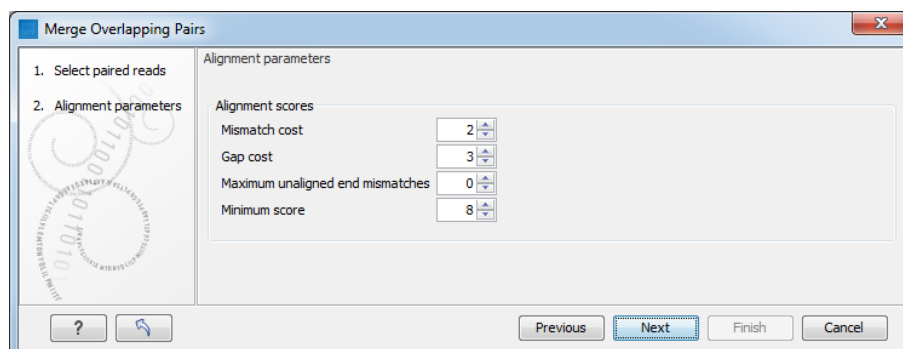 Merge Overlapping Pairs
1. Select paired reads
2. Alignment parameters
Alignment parameters
Alignment scores
Mismatch cost 2
Gap cost 3
Maximum unaligned end mismatches 0
Minimum score 8
?
Previous Next Finish Cancel